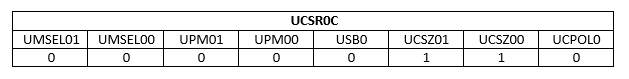 UCSR0C
UMSEL01 UMSEL00 UPM01 UPM00 USB0 UCSZ01 UCSZ00 UCPOL0
0 0 0 0 0 1 1 0